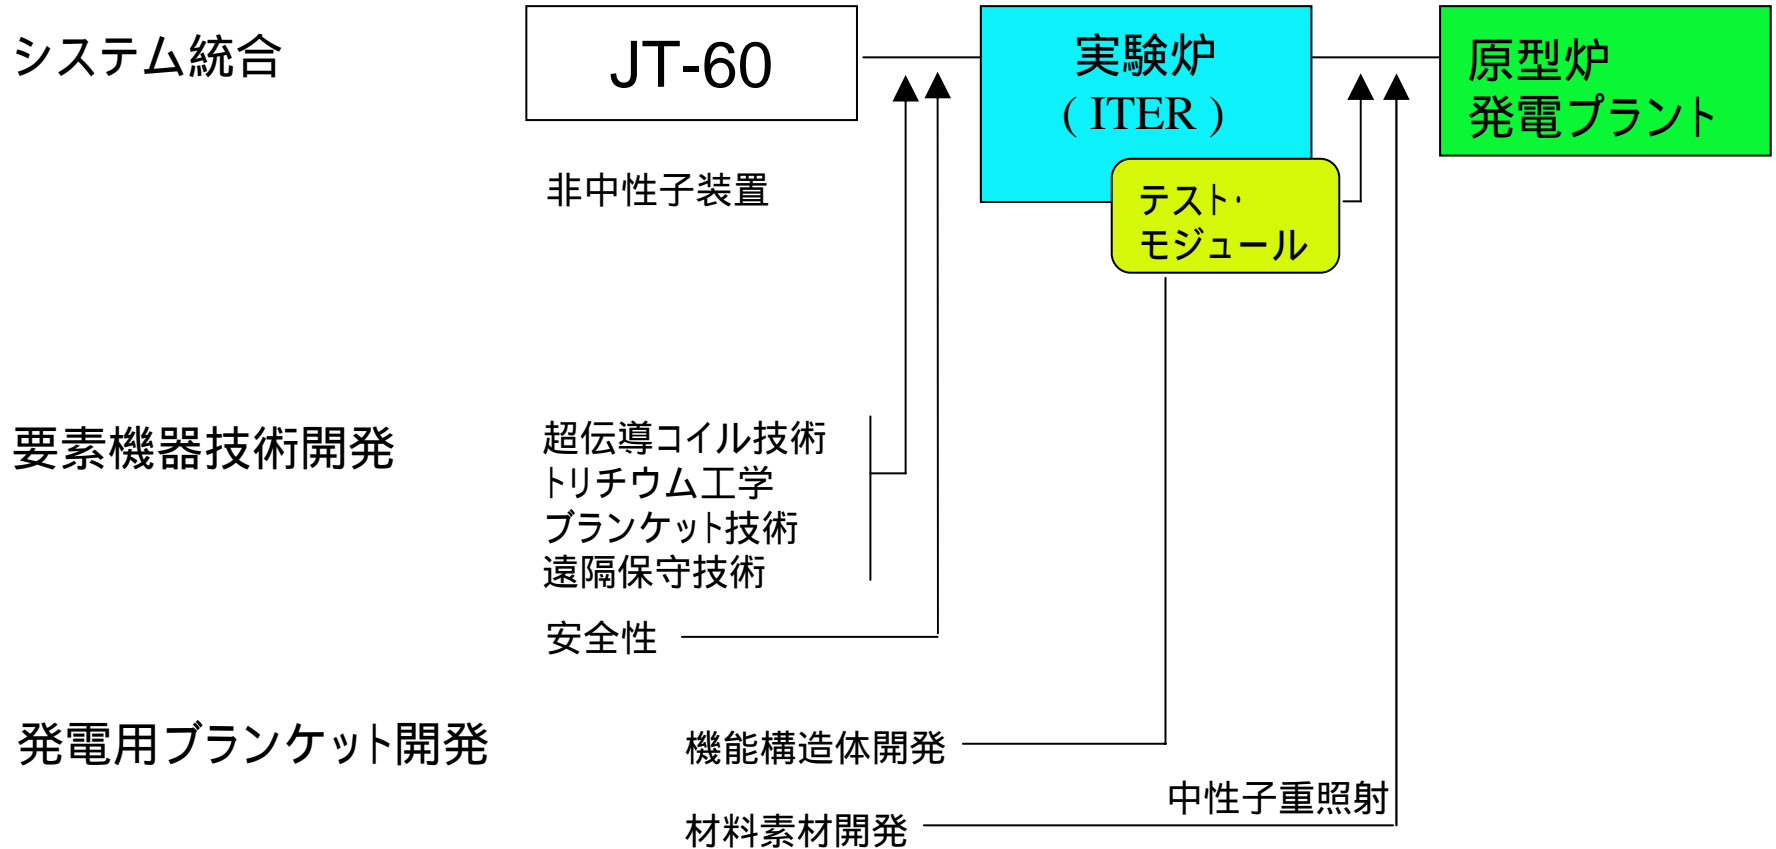 システム統合
JT-60
実験炉
( ITER )
原型炉
発電プラント
非中性子装置
テスト・
モジュール
要素機器技術開発
超伝導コイル技術
トリチウム工学
ブランケット技術
遠隔保守技術
安全性
発電用ブランケット開発
機能構造体開発
中性子重照射
材料素材開発